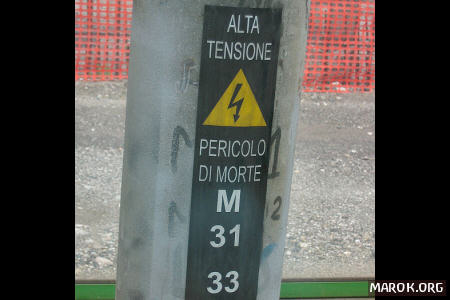 ALTA
TENSIONE
PERICOLO
DI MORTE
M
31
33
MAROK.ORG